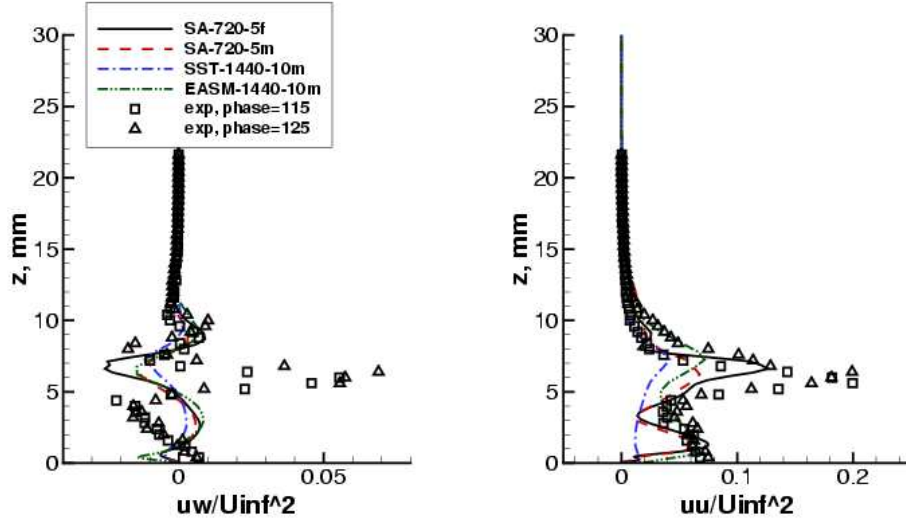 SA-720-5f
SA-720-5m
SST-1440-10m
EASM-1440-10m
exp, phase=115
exp, phase=125
z, mm
30
25
20
15
10
5
0
0
0.05
uw/Uinf^2
z, mm
30
25
20
15
10
5
0
0
0.1
0.2
uu/Uinf^2